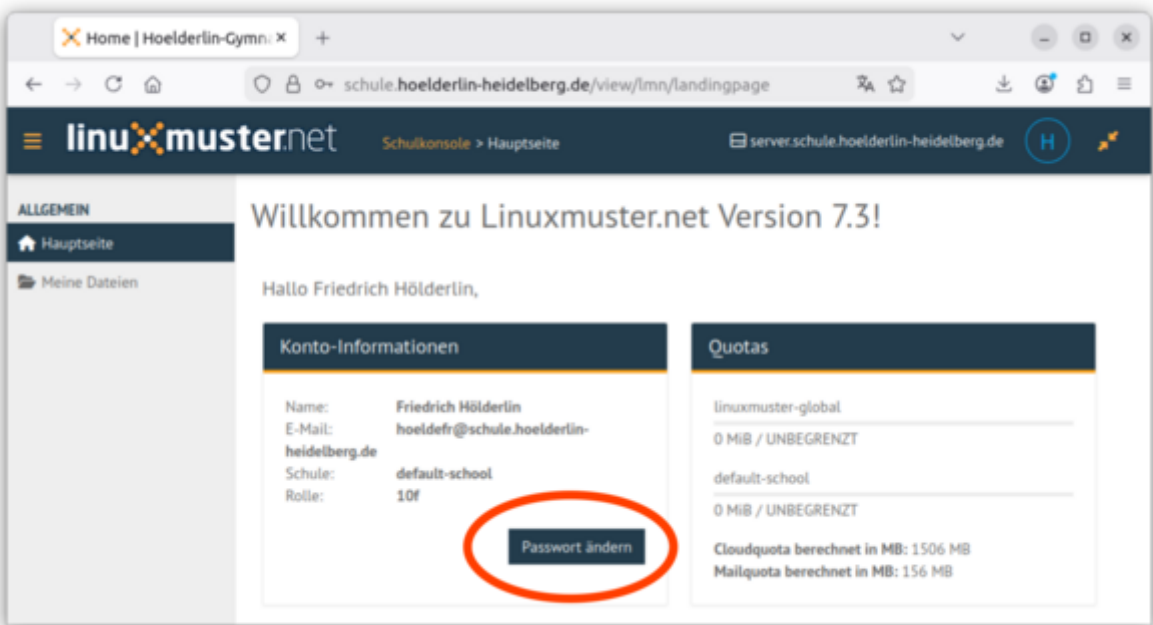 Home | Hoelderlin-Gymna
schule.hoelderlin-heidelberg.de/view/lmn/landingpage
linuxmuster.net
Schulkonsole > Hauptseite
server.schule.hoelderlin-heidelberg.de
H
ALLGEMEIN
Hauptseite
Meine Dateien
Willkommen zu Linuxmuster.net Version 7.3!
Hallo Friedrich Hölderlin,
Konto-Informationen
Name: Friedrich Hölderlin
E-Mail: hoeldefr@schule.hoelderlin-
heidelberg.de
Schule: default-school
Rolle: 10f
Passwort ändern
Quotas
linuxmuster-global
0 MiB / UNBEGRENZT
default-school
0 MiB / UNBEGRENZT
Cloudquota berechnet in MB: 1506 MB
Mailquota berechnet in MB: 156 MB